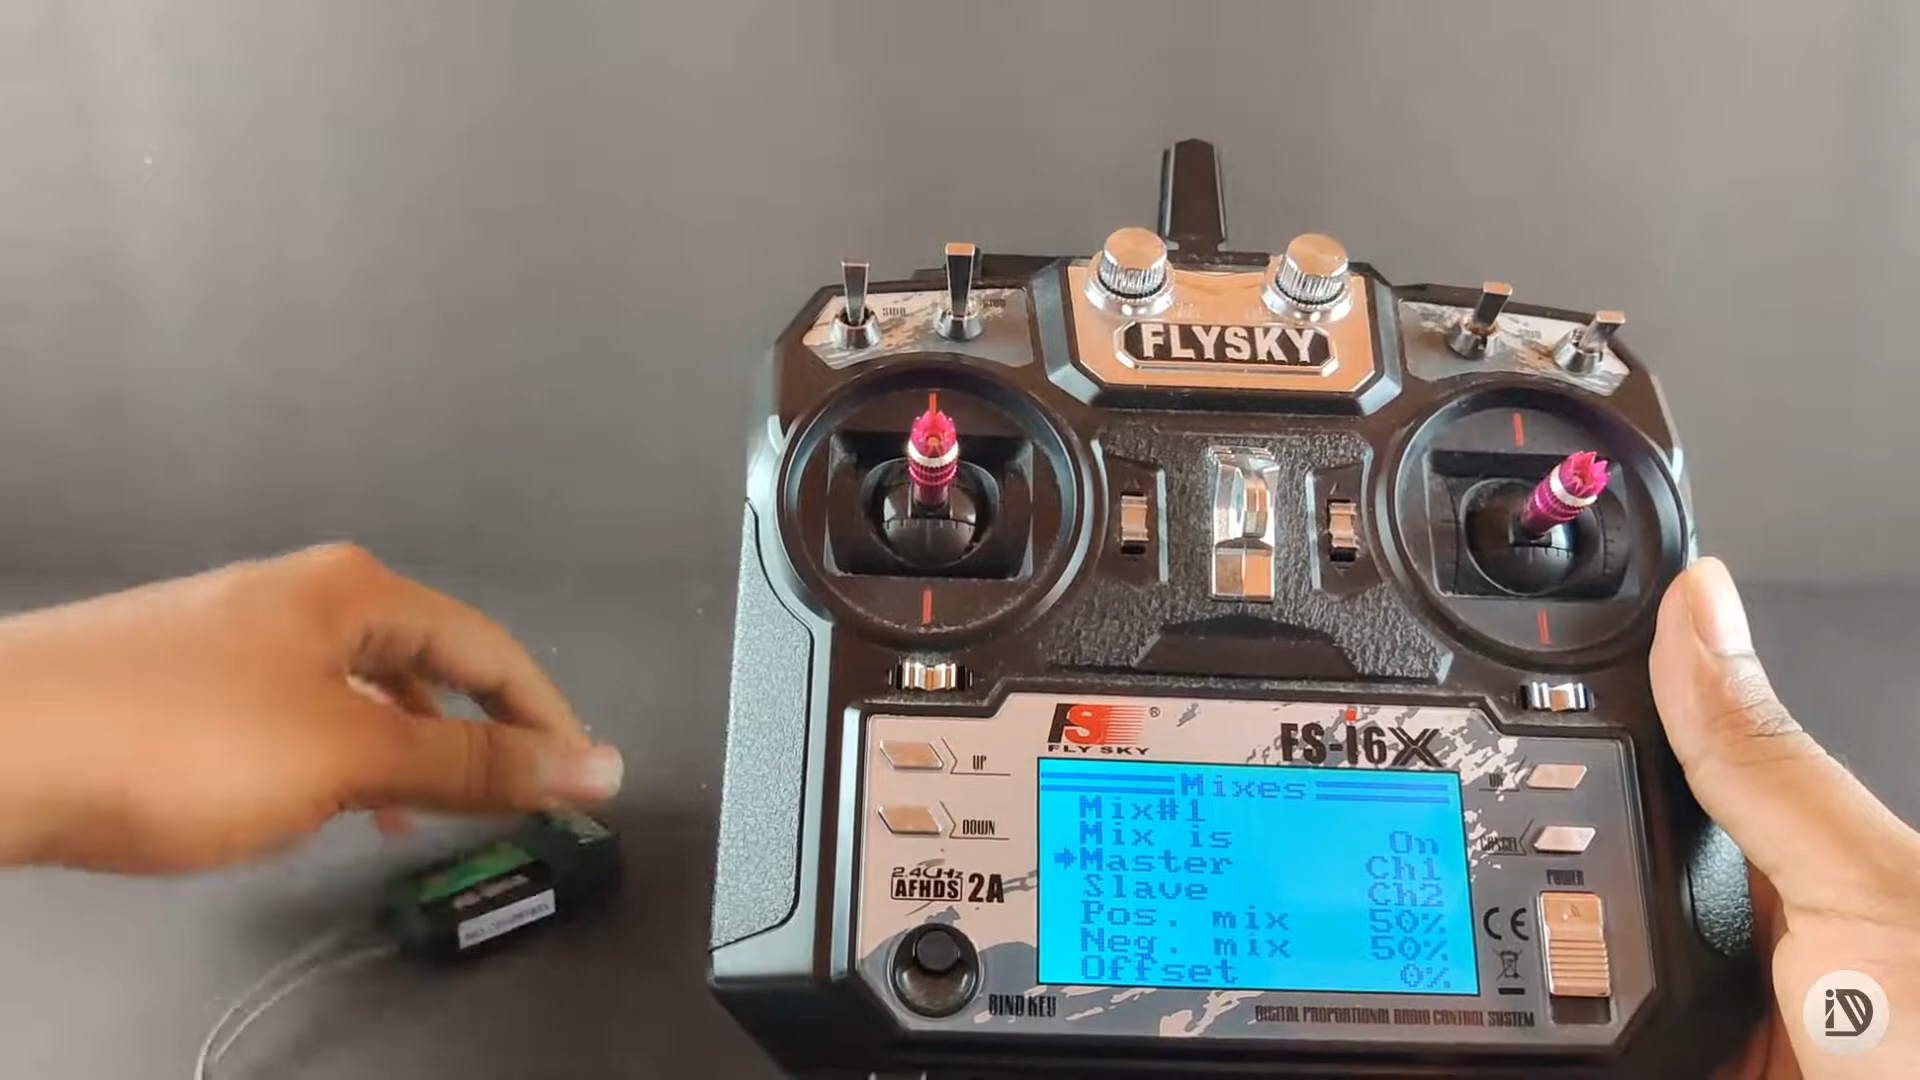 FLYSKY
FLY SKY
®
FS-i6X
UP
DOWN
2.4GHz
AFHDS 2A
BIND KEY
Mixes
Mix#1
Mix is On
Master Ch1
Slave Ch2
Pos. mix 50%
Neg. mix 50%
Offset 0%
POWER
CE
DIGITAL PROPORTIONAL RADIO CONTROL SYSTEM